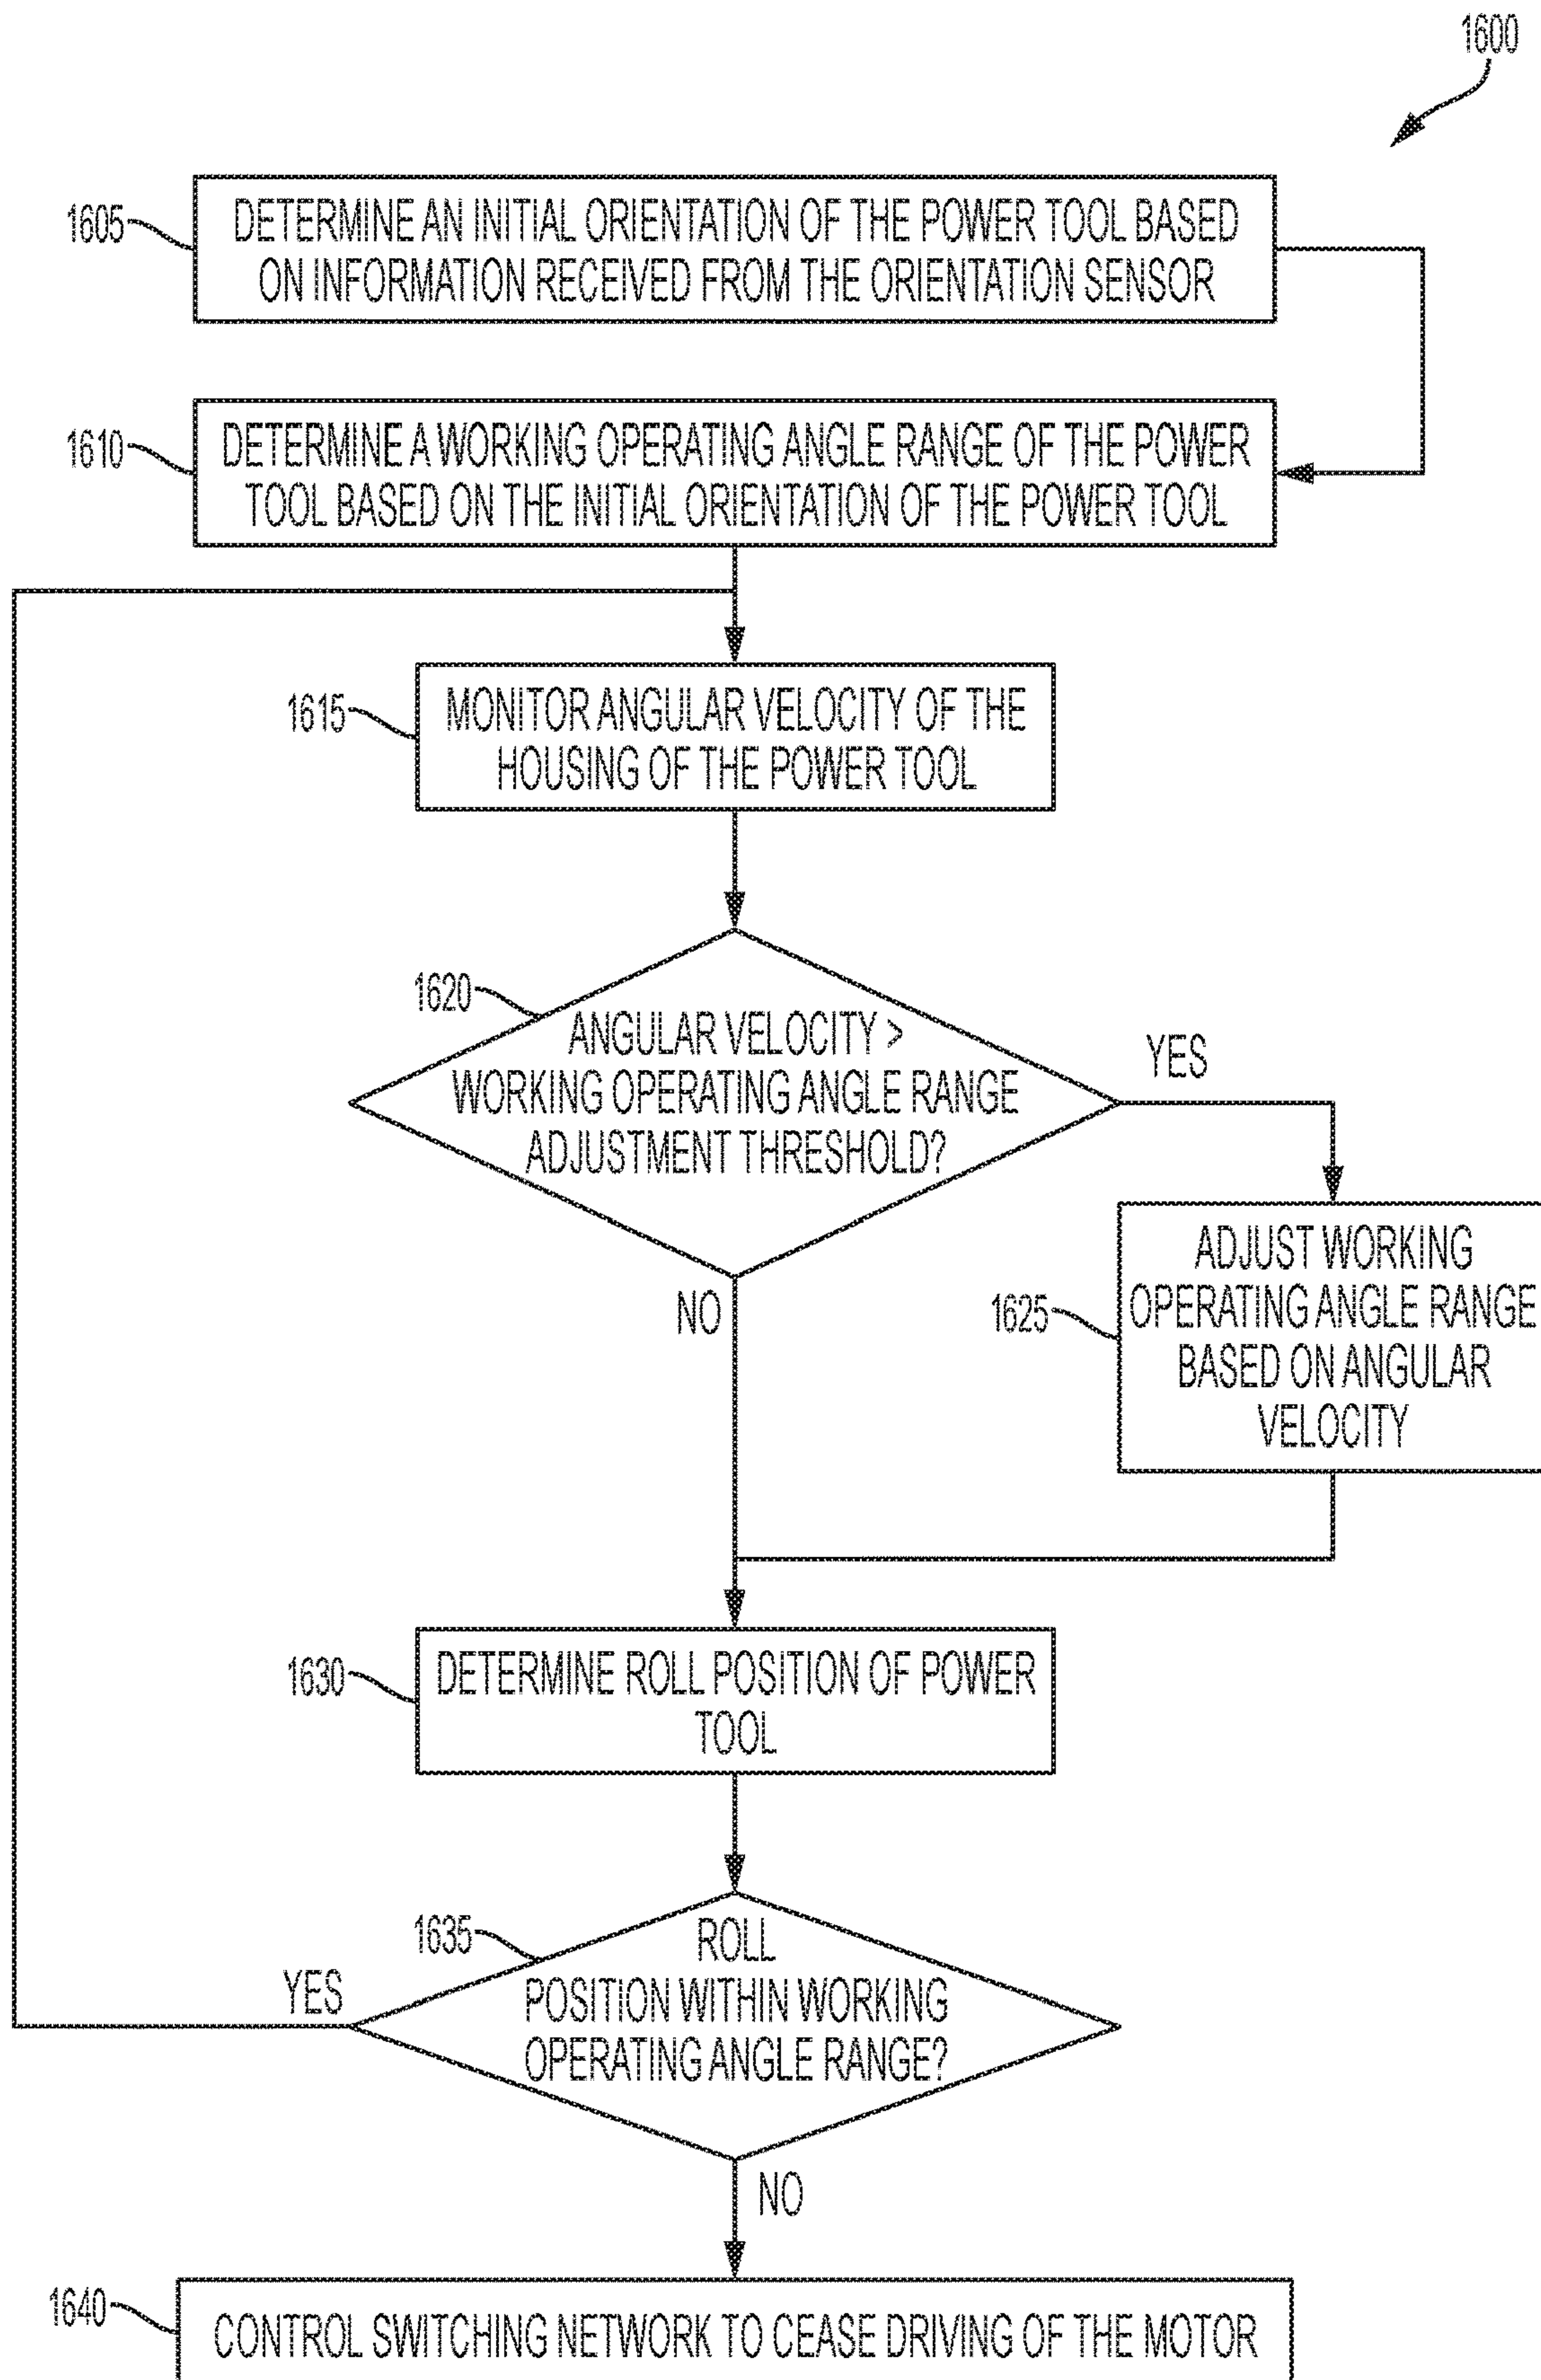 1600
1605
DETERMINE AN INITIAL ORIENTATION OF THE POWER TOOL BASED
ON INFORMATION RECEIVED FROM THE ORIENTATION SENSOR
1610
DETERMINE A WORKING OPERATING ANGLE RANGE OF THE POWER
TOOL BASED ON THE INITIAL ORIENTATION OF THE POWER TOOL
1615
MONITOR ANGULAR VELOCITY OF THE
HOUSING OF THE POWER TOOL
1620
ANGULAR VELOCITY >
WORKING OPERATING ANGLE RANGE
ADJUSTMENT THRESHOLD?
YES
NO
1625
ADJUST WORKING
OPERATING ANGLE RANGE
BASED ON ANGULAR
VELOCITY
1630
DETERMINE ROLL POSITION OF POWER
TOOL
1635
ROLL
POSITION WITHIN WORKING
OPERATING ANGLE RANGE?
YES
NO
1640
CONTROL SWITCHING NETWORK TO CEASE DRIVING OF THE MOTOR